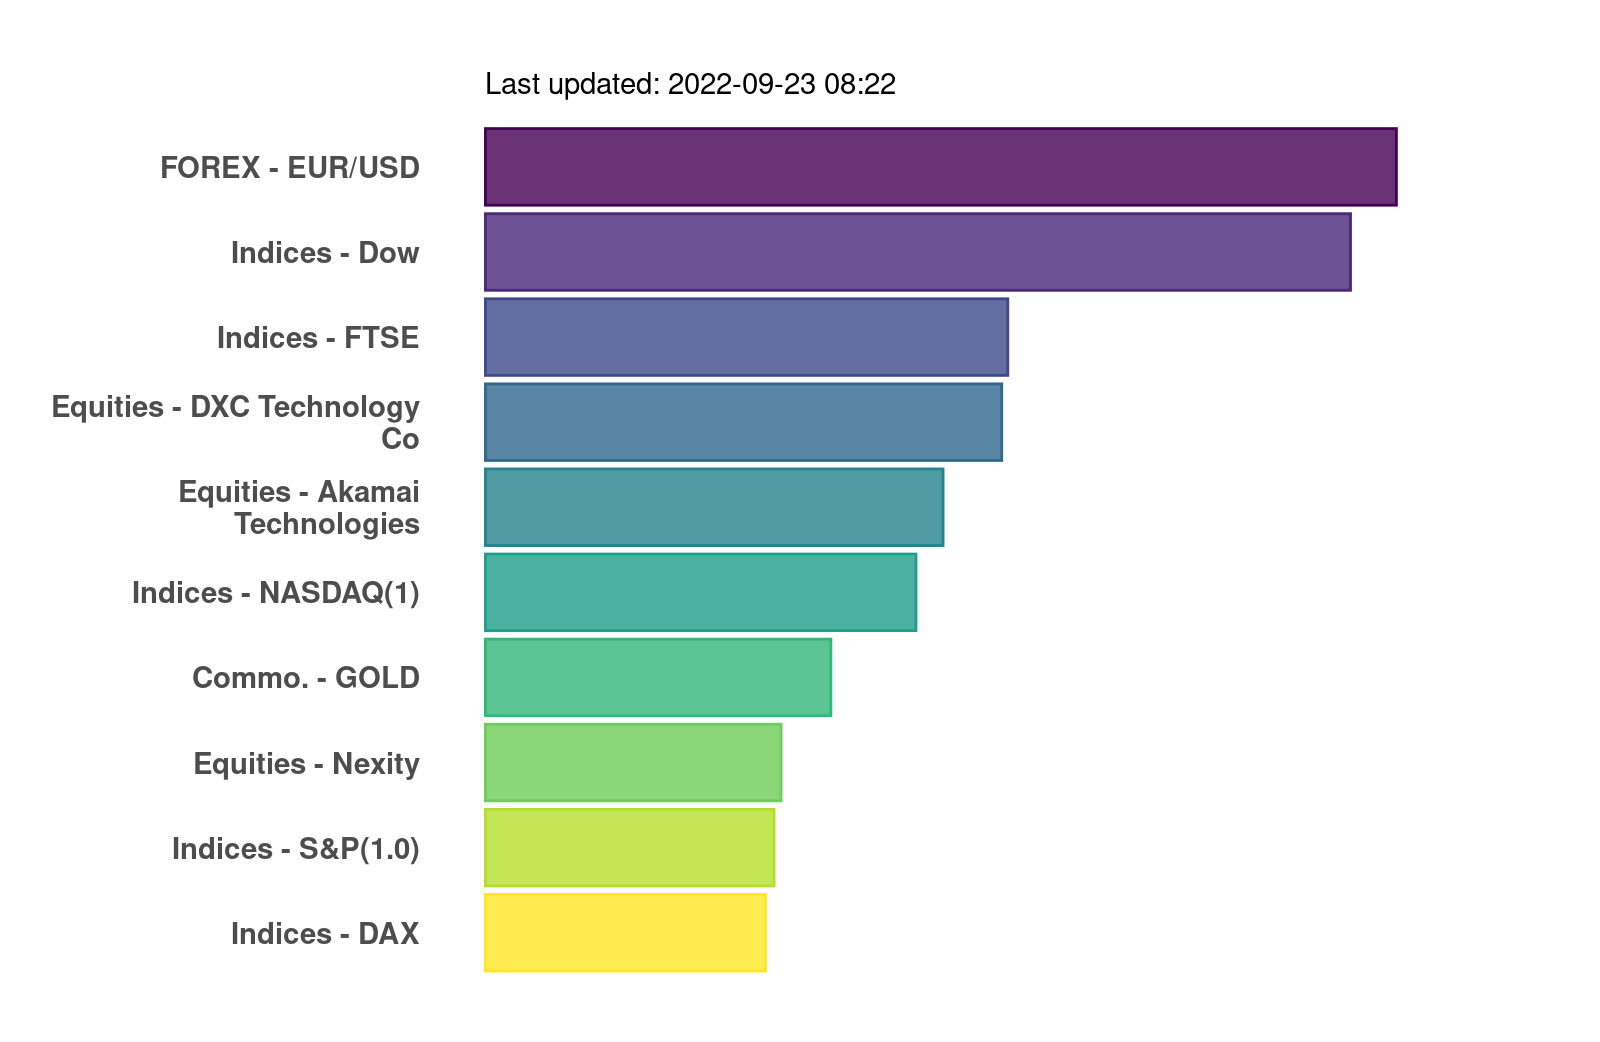 Last updated: 2022-09-23 08:22
FOREX - EUR/USD
Indices - Dow
Indices - FTSE
Equities - DXC Technology
Co
Equities - Akamai
Technologies
Indices - NASDAQ(1)
Commo. - GOLD
Equities - Nexity
Indices - S&P(1.0)
Indices - DAX